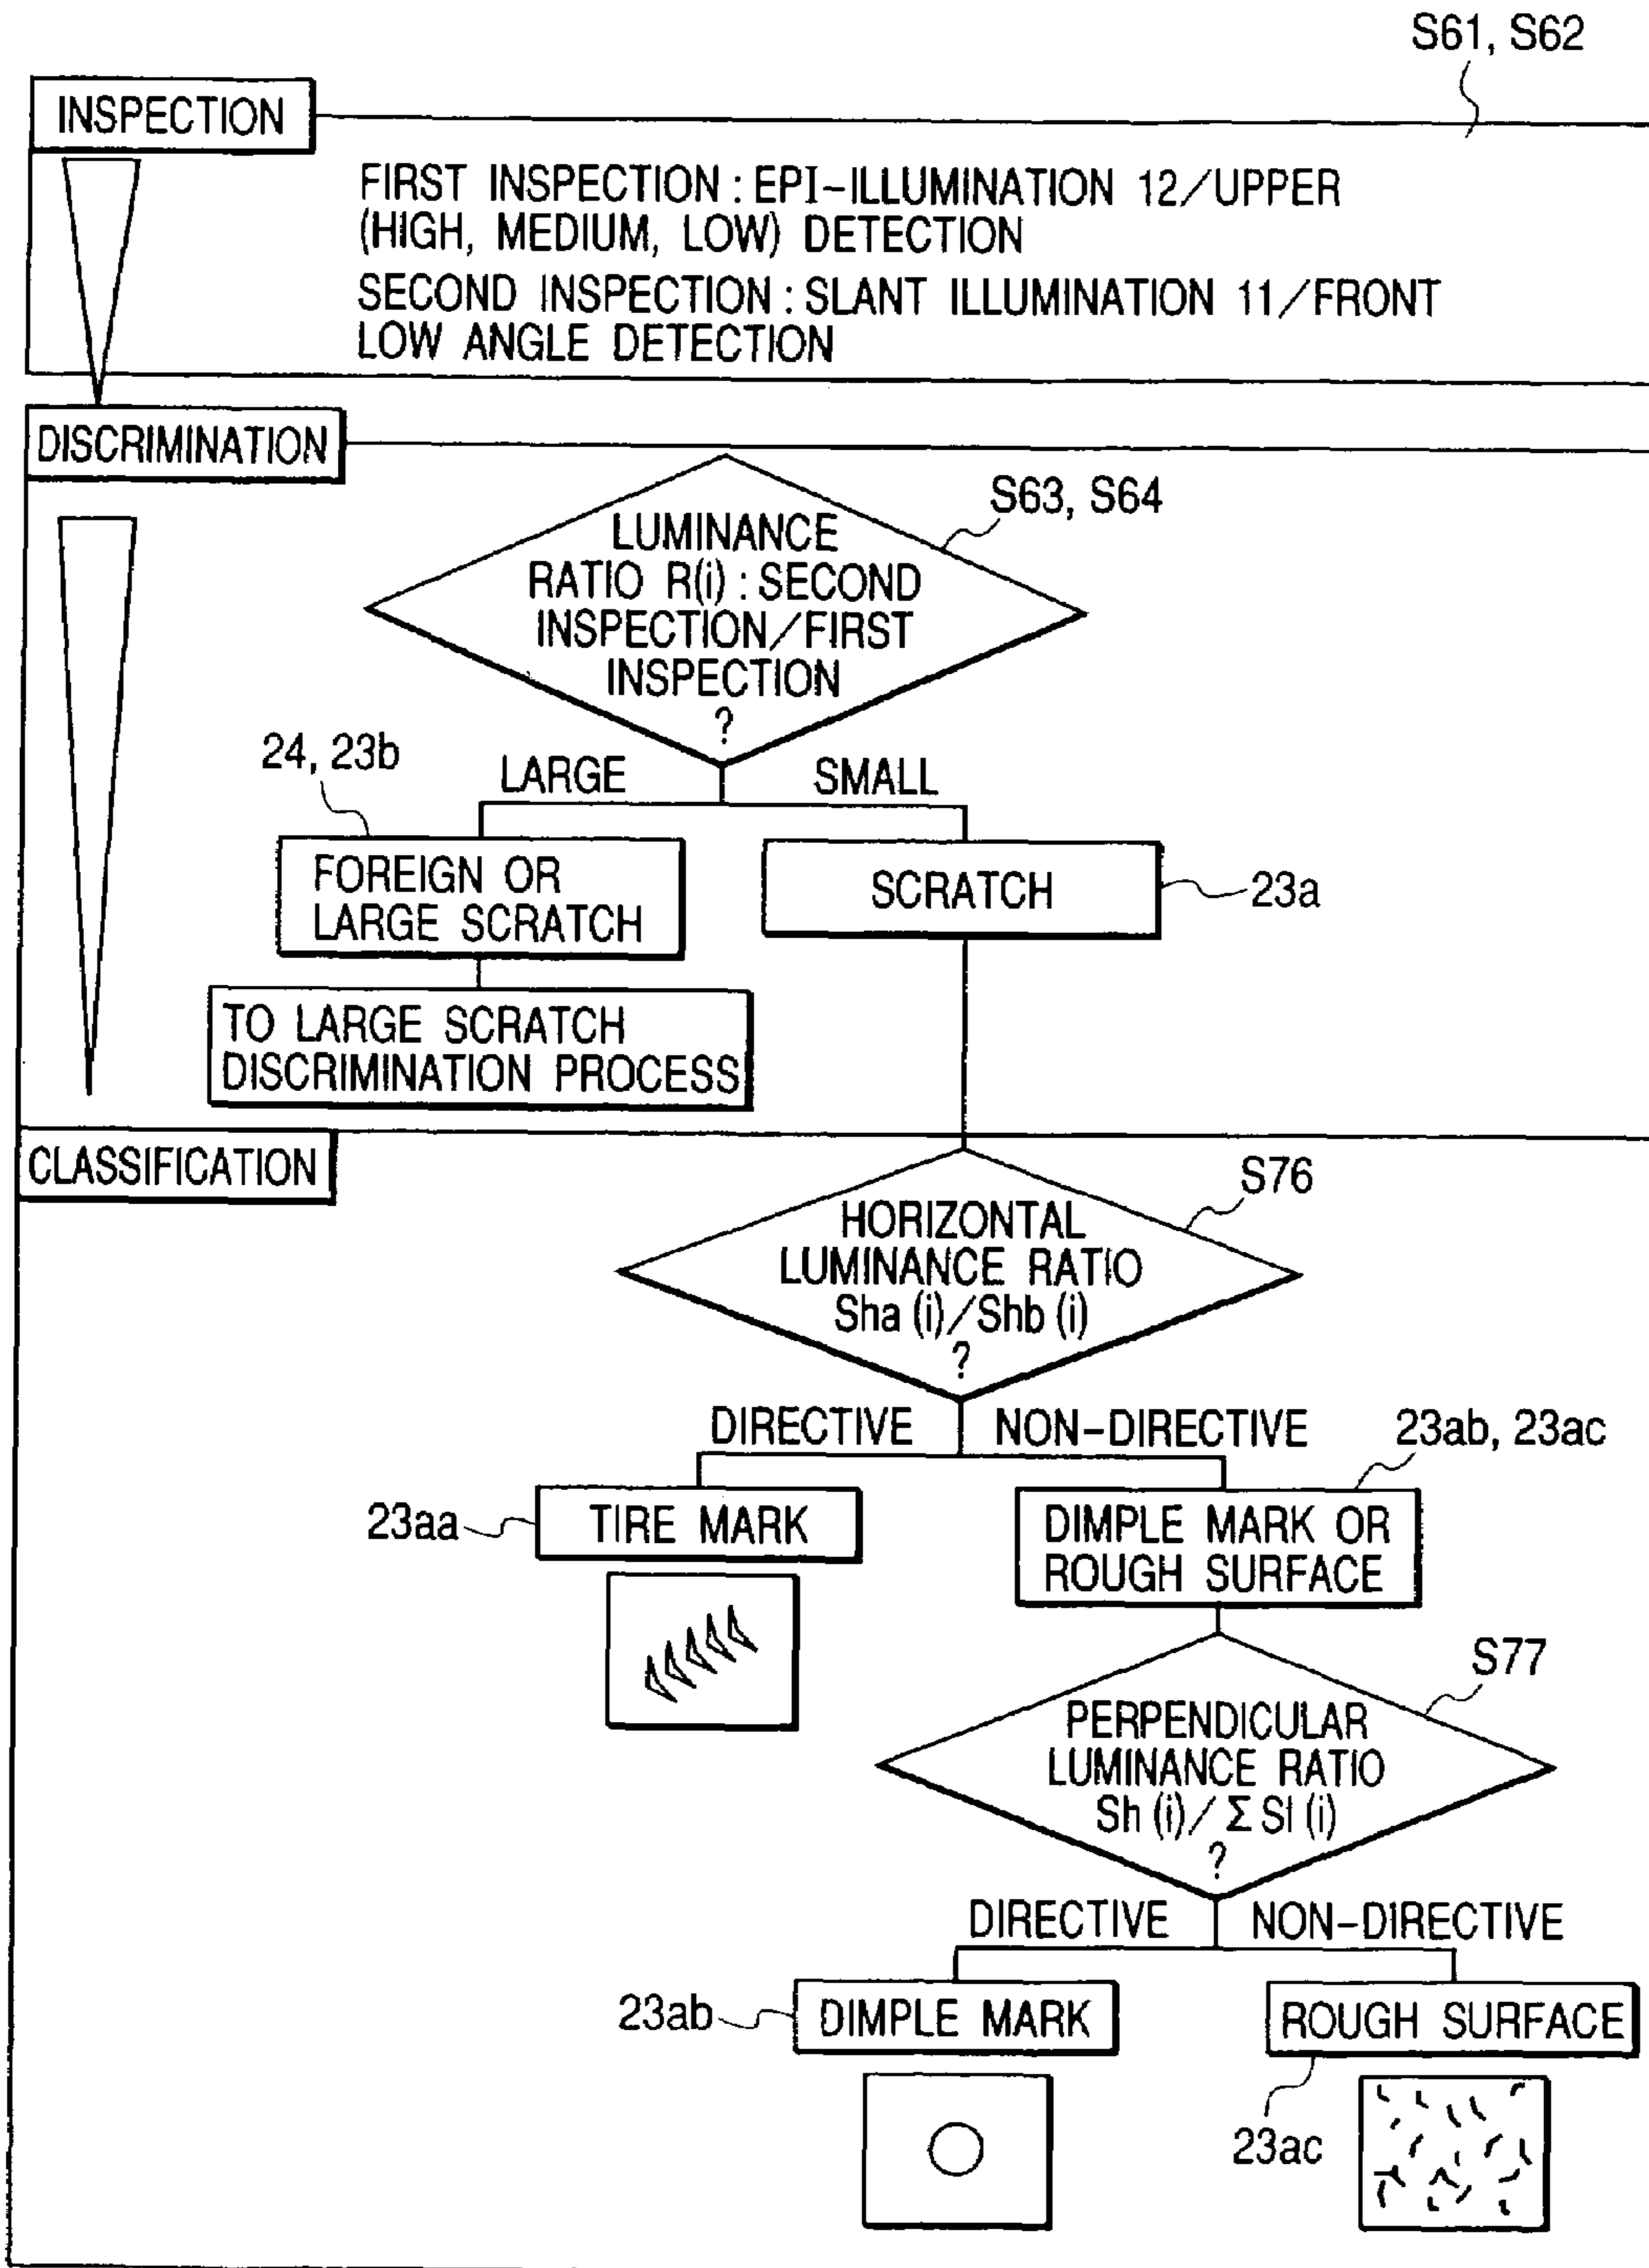 S61, S62
INSPECTION
FIRST INSPECTION : EPI-ILLUMINATION 12/UPPER
(HIGH, MEDIUM, LOW) DETECTION
SECOND INSPECTION : SLANT ILLUMINATION 11/FRONT
LOW ANGLE DETECTION
DISCRIMINATION
S63, S64
LUMINANCE
RATIO R(i) : SECOND
INSPECTION/FIRST
INSPECTION
?
24, 23b
LARGE
SMALL
FOREIGN OR
LARGE SCRATCH
SCRATCH
23a
TO LARGE SCRATCH
DISCRIMINATION PROCESS
CLASSIFICATION
S76
HORIZONTAL
LUMINANCE RATIO
Sha (i)/Shb (i)
?
DIRECTIVE
NON-DIRECTIVE
23ab, 23ac
23aa
TIRE MARK
DIMPLE MARK OR
ROUGH SURFACE
S77
PERPENDICULAR
LUMINANCE RATIO
Sh (i)/Σ Sl (i)
?
DIRECTIVE
NON-DIRECTIVE
23ab
DIMPLE MARK
ROUGH SURFACE
23ac